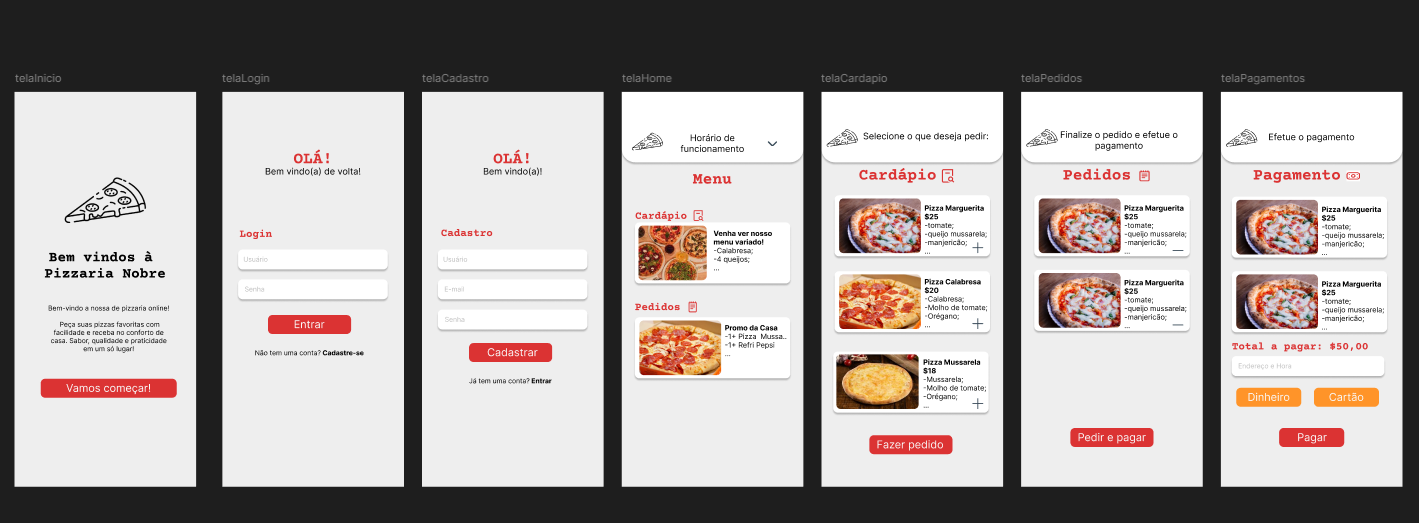 telaInicio
Bem vindos à
Pizzaria Nobre
Bem-vindo a nossa de pizzaria online!
Peça suas pizzas favoritas com
facilidade e receba no conforto de
casa. Sabor, qualidade e praticidade
em um só lugar!
Vamos começar!
telaLogin
OLÁ!
Bem vindo(a) de volta!
Login
Usuário
Senha
Entrar
Não tem uma conta? Cadastre-se
telaCadastro
OLÁ!
Bem vindo(a)!
Cadastro
Usuário
E-mail
Senha
Cadastrar
Já tem uma conta? Entrar
telaHome
Horário de
funcionamento
Menu
Cardápio
Venha ver nosso
menu variado!
-Calabresa;
-4 queijos;
...
Pedidos
Promo da Casa
-1+ Pizza Mussa..
-1+ Refri Pepsi
...
telaCardapio
Selecione o que deseja pedir:
Cardápio
Pizza Marguerita
$25
-tomate;
-queijo mussarela;
-manjericão;
...
Pizza Calabresa
$20
-Calabresa;
-Molho de tomate;
-Orégano;
...
Pizza Mussarela
$18
-Mussarela;
-Molho de tomate;
-Orégano;
...
Fazer pedido
telaPedidos
Finalize o pedido e efetue o
pagamento
Pedidos
Pizza Marguerita
$25
-tomate;
-queijo mussarela;
-manjericão;
...
Pizza Marguerita
$25
-tomate;
-queijo mussarela;
-manjericão;
...
Pedir e pagar
telaPagamentos
Efetue o pagamento
Pagamento
Pizza Marguerita
$25
-tomate;
-queijo mussarela;
-manjericão;
...
Pizza Marguerita
$25
-tomate;
-queijo mussarela;
-manjericão;
...
Total a pagar: $50,00
Endereço e Hora
Dinheiro
Cartão
Pagar